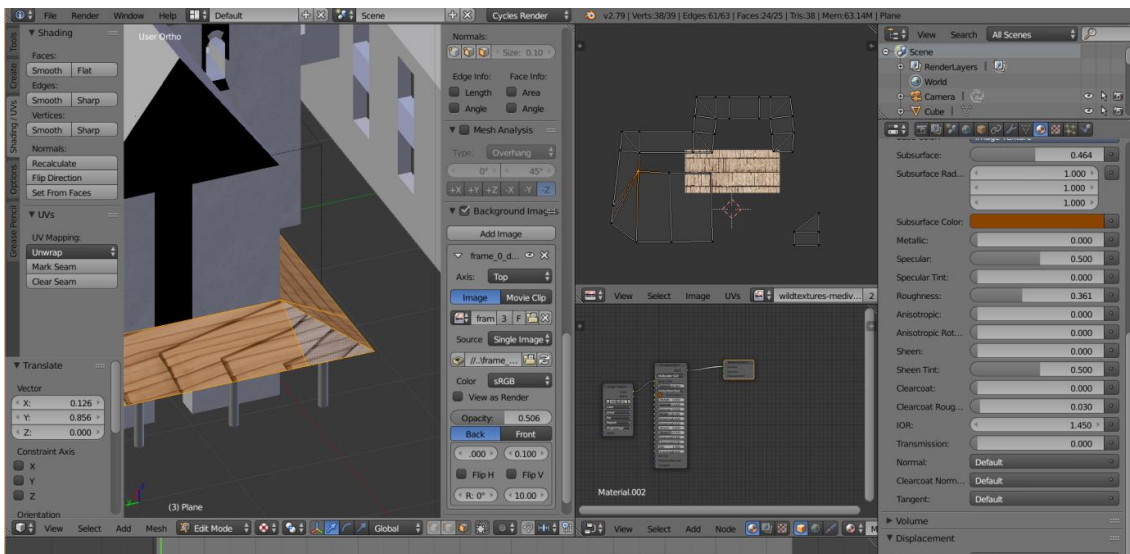 File Render Window Help Default Scene Cycles Render v2.79 | Verts:38/39 | Edges:61/63 | Faces:24/25 | Tris:38 | Mem:63.14M | Plane
Tools
Create
Shading / UVs
Options
Grease Pencil
Shading
Faces:
Smooth Flat
Edges:
Smooth Sharp
Vertices:
Smooth Sharp
Normals:
Recalculate
Flip Direction
Set From Faces
UVs
UV Mapping:
Unwrap
Mark Seam
Clear Seam
Translate
Vector
X: 0.126
Y: 0.856
Z: 0.000
Constraint Axis
X
Y
Z
Orientation
User Ortho
(3) Plane
View Select Add Mesh Edit Mode Global
Normals:
Size: 0.10
Edge Info: Face Info:
Length Area
Angle Angle
Mesh Analysis
Type: Overhang
0° 45°
+X +Y +Z -X -Y -Z
Background Images
Add Image
frame_0_d...
Axis: Top
Image Movie Clip
fram 3 F
Source Single Image
//..\frame_...
Color sRGB
View as Render
Opacity: 0.506
Back Front
.000 0.100
Flip H Flip V
R: 0° 10.00
View Select Image UVs wildtextures-mediv... 2
Material.002
View Select Add Node M
View Search All Scenes
Scene
RenderLayers |
World
Camera |
Cube |
Subsurface: 0.464
Subsurface Rad... 1.000
1.000
1.000
Subsurface Color:
Metallic: 0.000
Specular: 0.500
Specular Tint: 0.000
Roughness: 0.361
Anisotropic: 0.000
Anisotropic Rot... 0.000
Sheen: 0.000
Sheen Tint: 0.500
Clearcoat: 0.000
Clearcoat Roug... 0.030
IOR: 1.450
Transmission: 0.000
Normal: Default
Clearcoat Norm... Default
Tangent: Default
Volume
Displacement